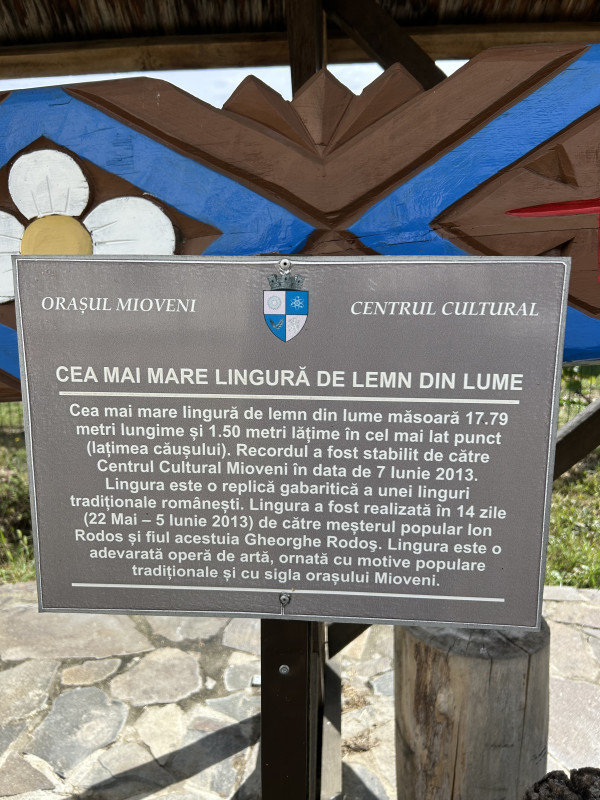 ORAȘUL MIOVENI
CENTRUL CULTURAL
CEA MAI MARE LINGURĂ DE LEMN DIN LUME
Cea mai mare lingură de lemn din lume măsoară 17.79
metri lungime și 1.50 metri lățime în cel mai lat punct
(lațimea căușului). Recordul a fost stabilit de către
Centrul Cultural Mioveni în data de 7 Iunie 2013.
Lingura este o replică gabaritică a unei linguri
tradiționale românești. Lingura a fost realizată în 14 zile
(22 Mai – 5 Iunie 2013) de către meșterul popular Ion
Rodoș și fiul acestuia Gheorghe Rodoş. Lingura este o
adevarată operă de artă, ornată cu motive populare
tradiționale și cu sigla orașului Mioveni.